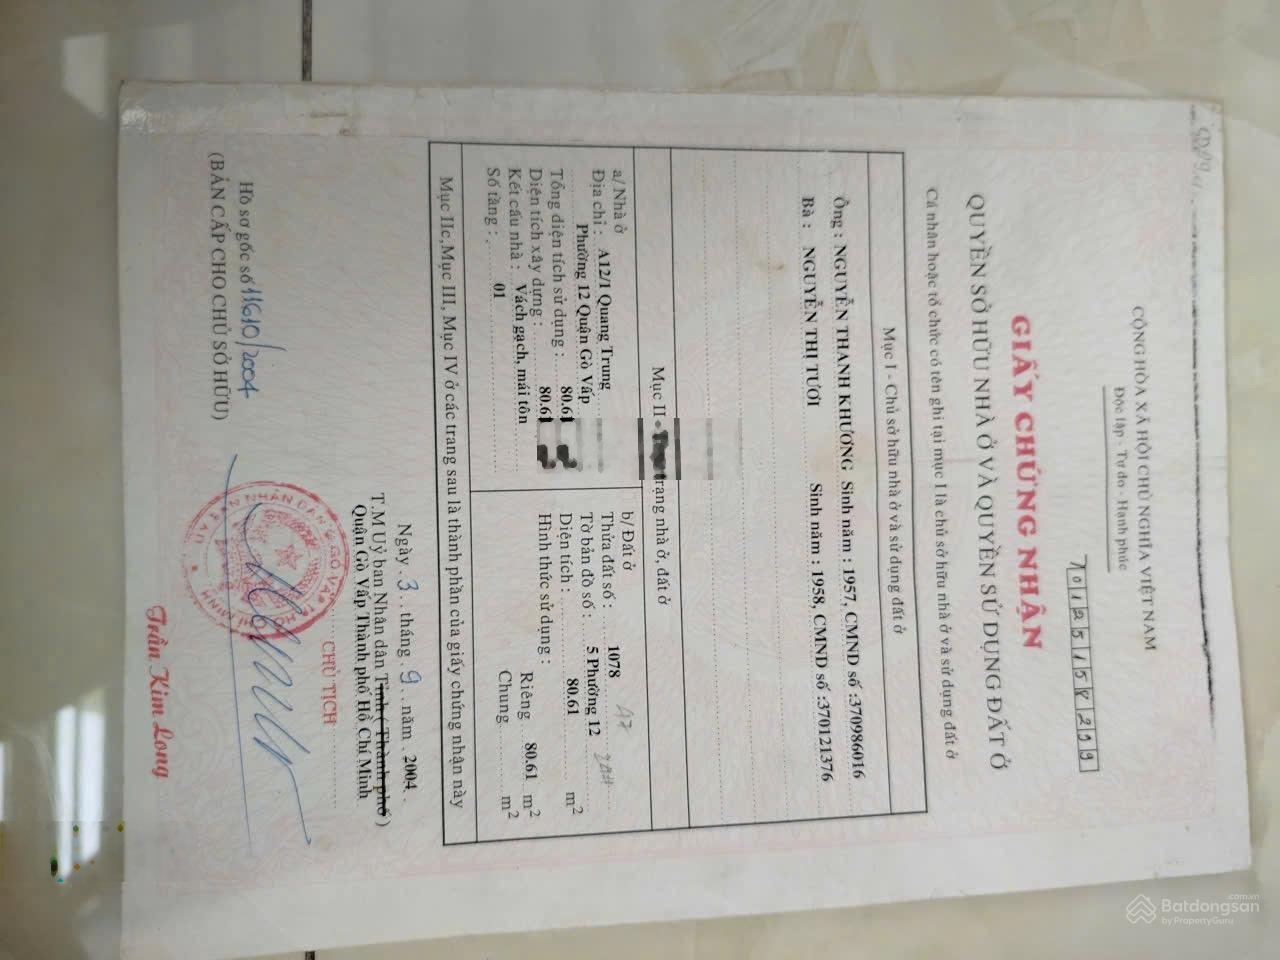 CỘNG HÒA XÃ HỘI CHỦ NGHĨA VIỆT NAM
Độc lập - Tự do - Hạnh phúc
GIẤY CHỨNG NHẬN
QUYỀN SỞ HỮU NHÀ Ở VÀ QUYỀN SỬ DỤNG ĐẤT Ở
Cá nhân hoặc tổ chức có tên ghi tại mục I là chủ sở hữu nhà ở và sử dụng đất ở
Mục I - Chủ sở hữu nhà ở và sử dụng đất ở
Ông : NGUYỄN THANH KHƯƠNG Sinh năm : 1957, CMND số :370986016
Bà : NGUYỄN THỊ TƯƠI Sinh năm : 1958, CMND số :370121376
Mục II - trạng nhà ở, đất ở
a/ Nhà ở
Địa chỉ : A12/1 Quang Trung
Phường 12 Quận Gò Vấp
Tổng diện tích sử dụng : 80.61
Diện tích xây dựng : 80.61
Kết cấu nhà : Vách gạch, mái tôn
Số tầng : 01
b/ Đất ở
Thửa đất số : 1078 A7
Tờ bản đồ số : 5 Phường 12
Diện tích : 80.61 m2
Hình thức sử dụng :
Riêng 80.61 m2
Chung m2
Mục IIc, Mục III, Mục IV ở các trang sau là thành phần của giấy chứng nhận này
Ngày 3 tháng 9 năm 2004
T.M Uỷ ban Nhân dân Tỉnh ( Thành phố )
Quận Gò Vấp Thành phố Hồ Chí Minh
CHỦ TỊCH
Trần Kim Long
Hồ sơ gốc số 11610/2004
(BẢN CẤP CHO CHỦ SỞ HỮU)
Batdongsan.com.vn
by PropertyGuru